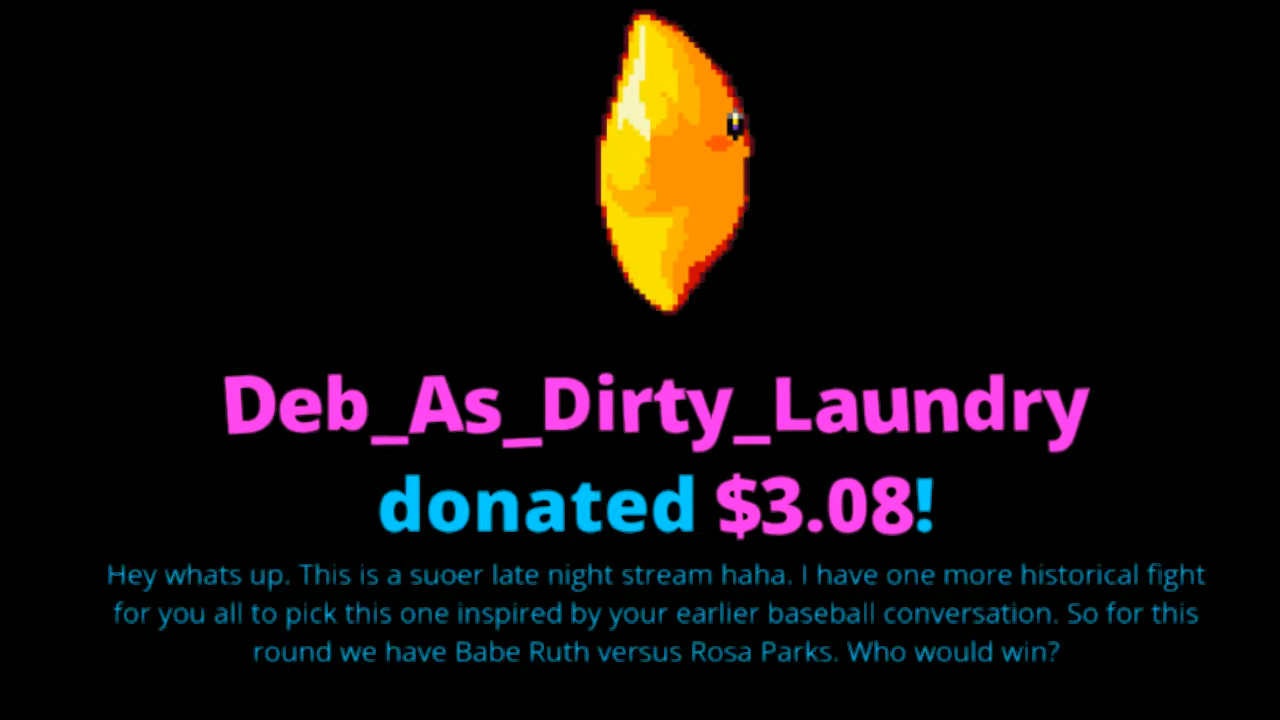 Deb_As_Dirty_Laundry
donated $3.08!
Hey whats up. This is a suoer late night stream haha. I have one more historical fight
for you all to pick this one inspired by your earlier baseball conversation. So for this
round we have Babe Ruth versus Rosa Parks. Who would win?